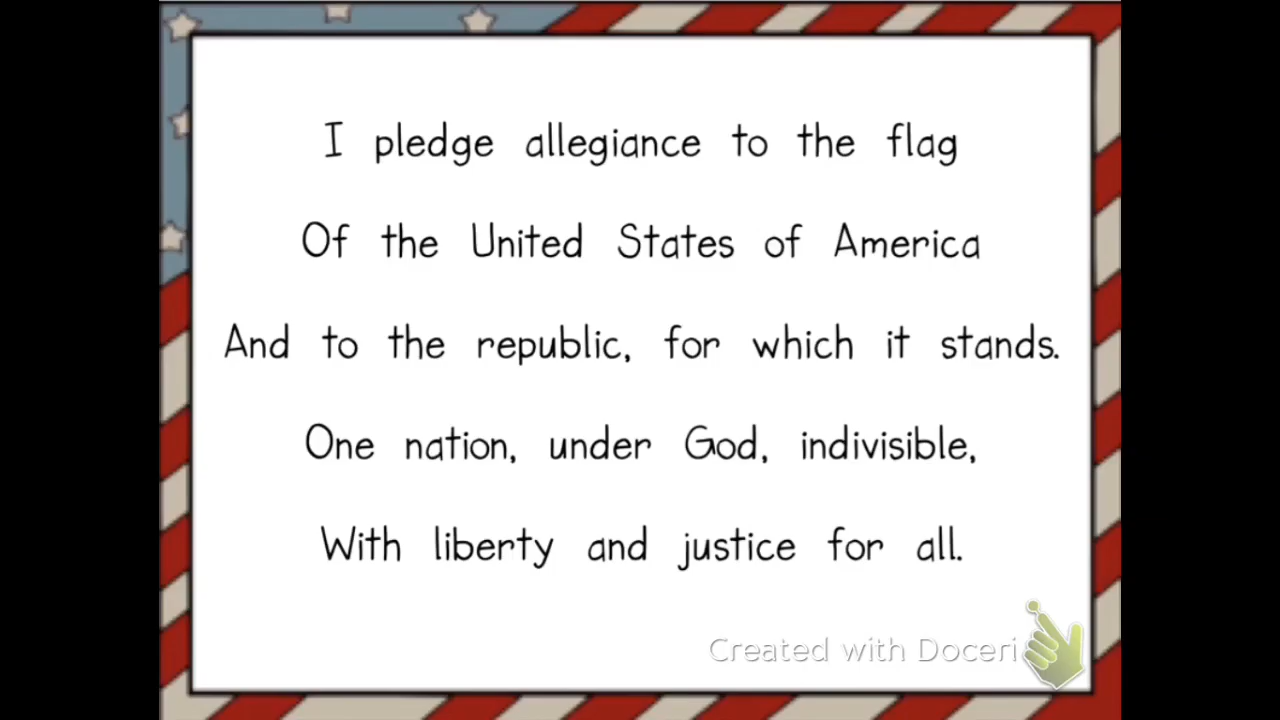 I pledge allegiance to the flag
Of the United States of America
And to the republic, for which it stands.
One nation, under God, indivisible,
With liberty and justice for all.
Created with Doceri